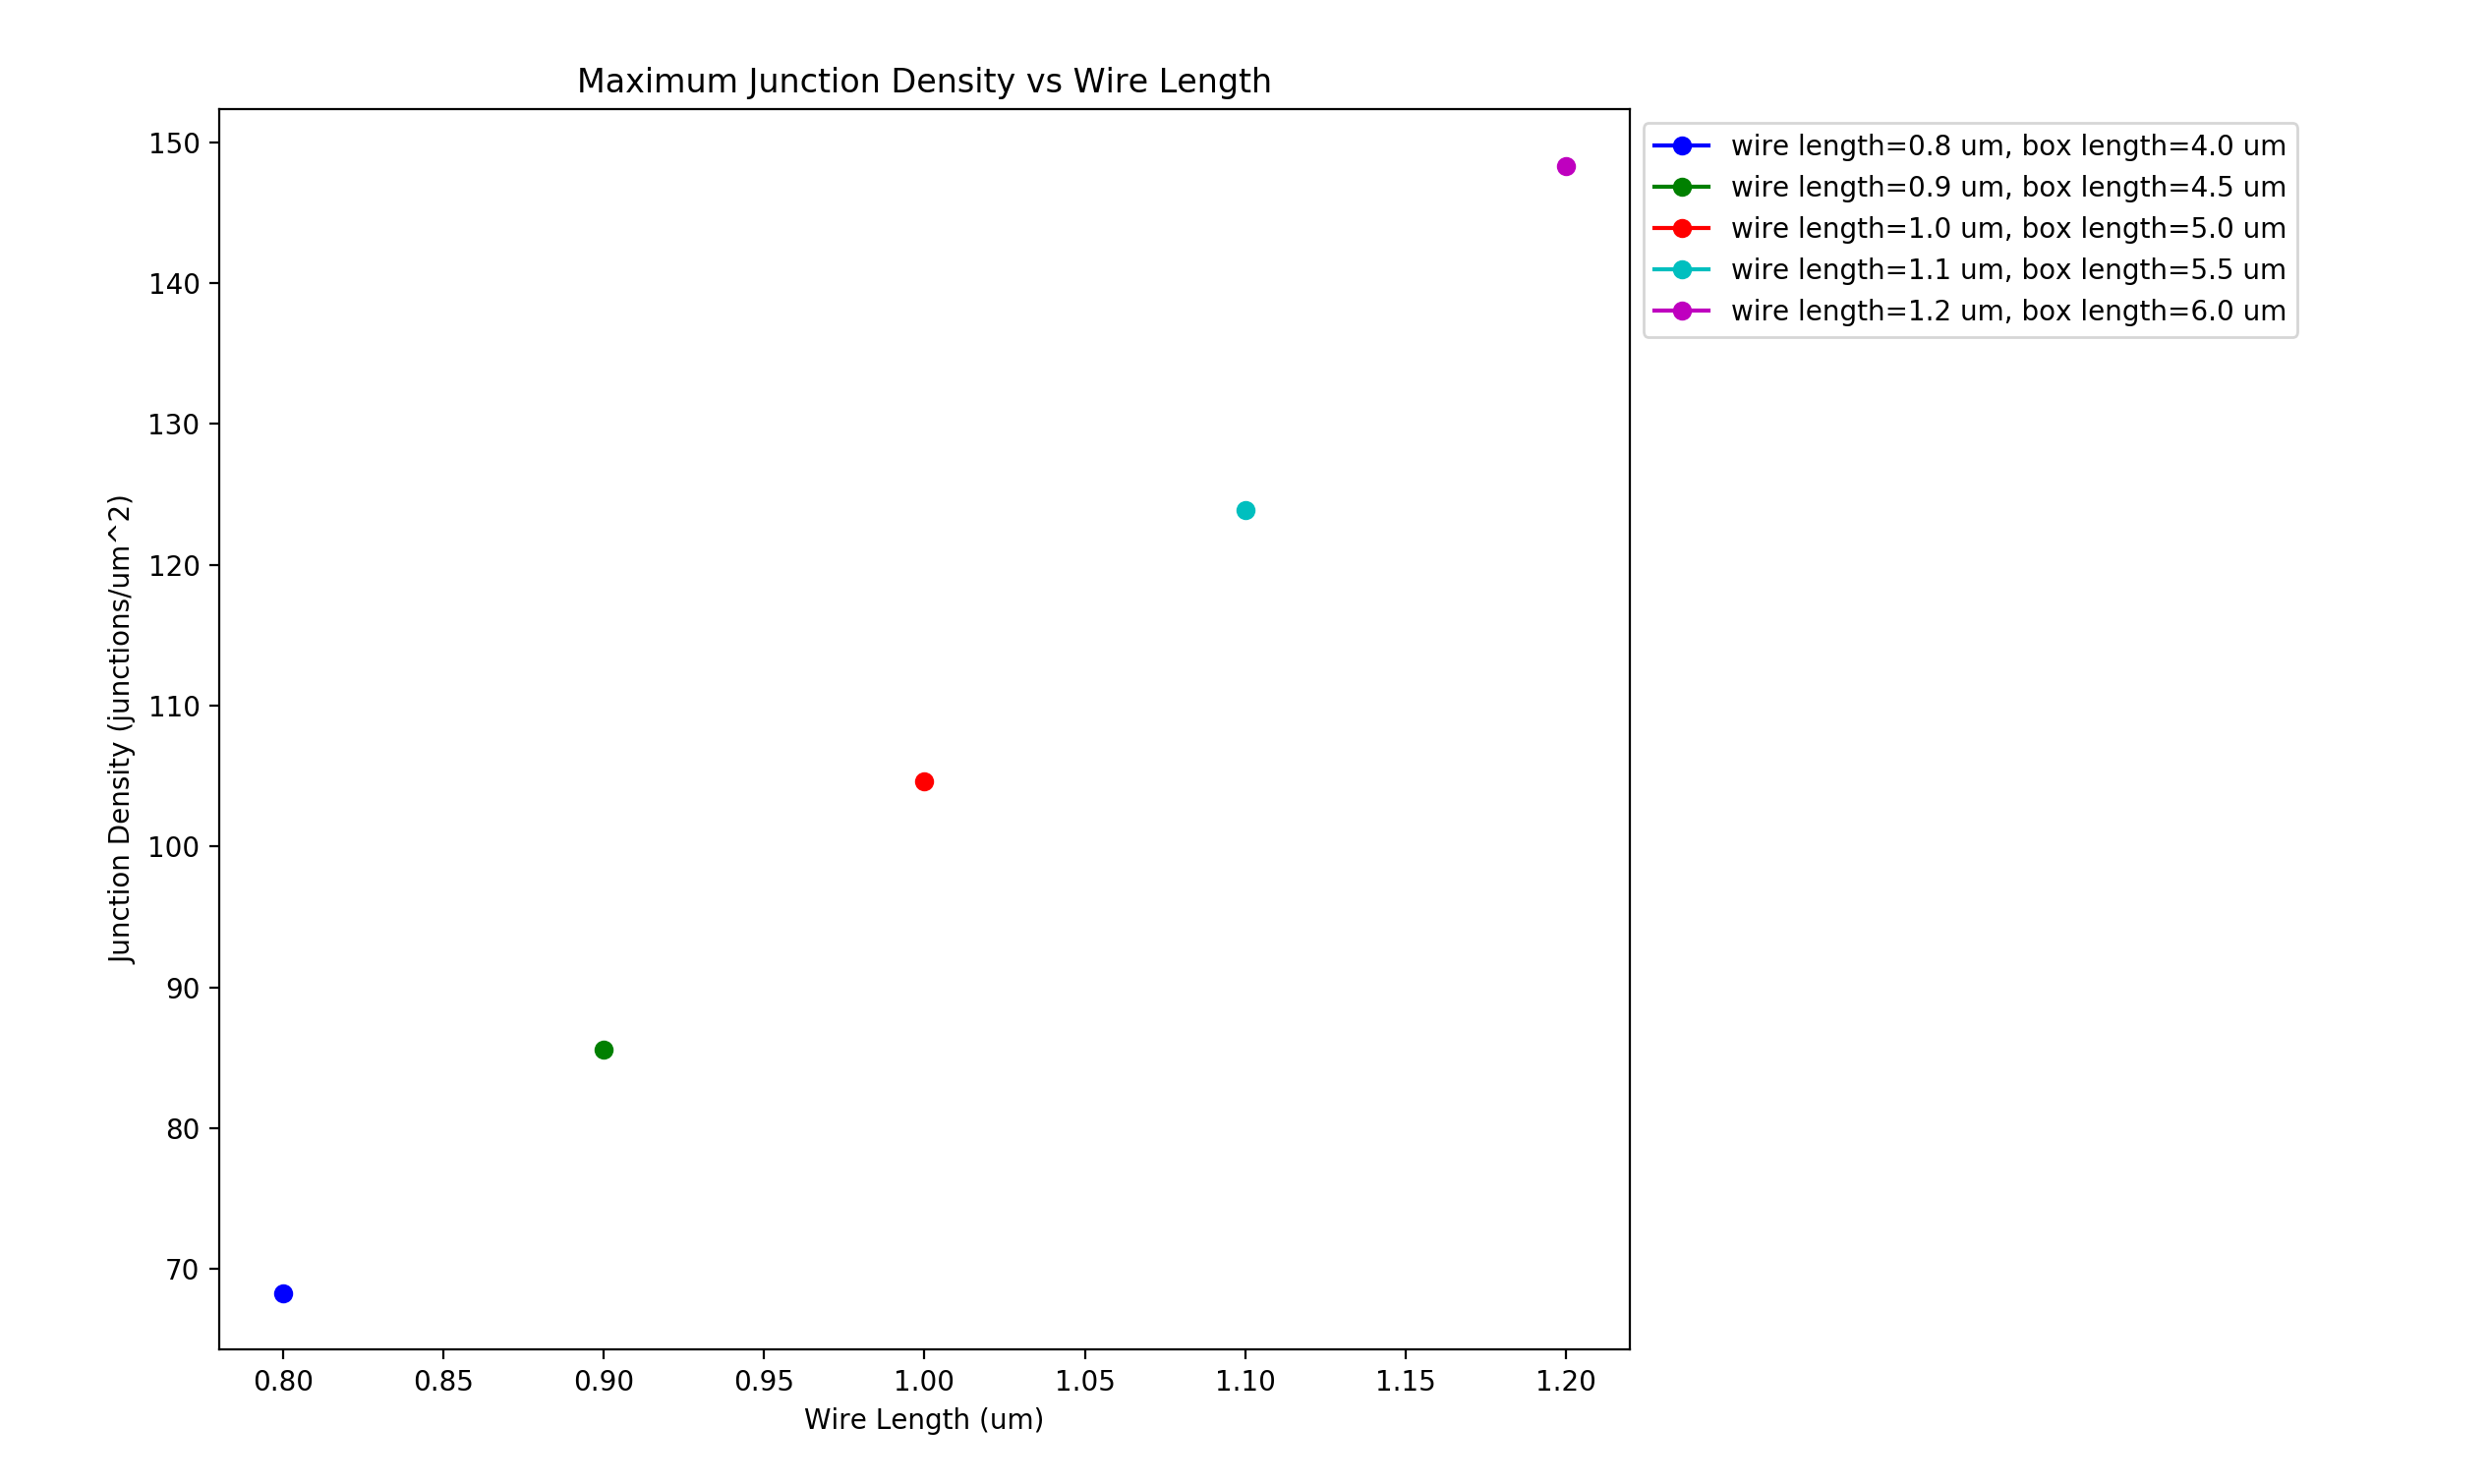 Maximum Junction Density vs Wire Length
150
140
130
120
110
100
90
80
70
Junction Density (junctions/um^2)
0.80 0.85 0.90 0.95 1.00 1.05 1.10 1.15 1.20
Wire Length (um)
wire length=0.8 um, box length=4.0 um
wire length=0.9 um, box length=4.5 um
wire length=1.0 um, box length=5.0 um
wire length=1.1 um, box length=5.5 um
wire length=1.2 um, box length=6.0 um